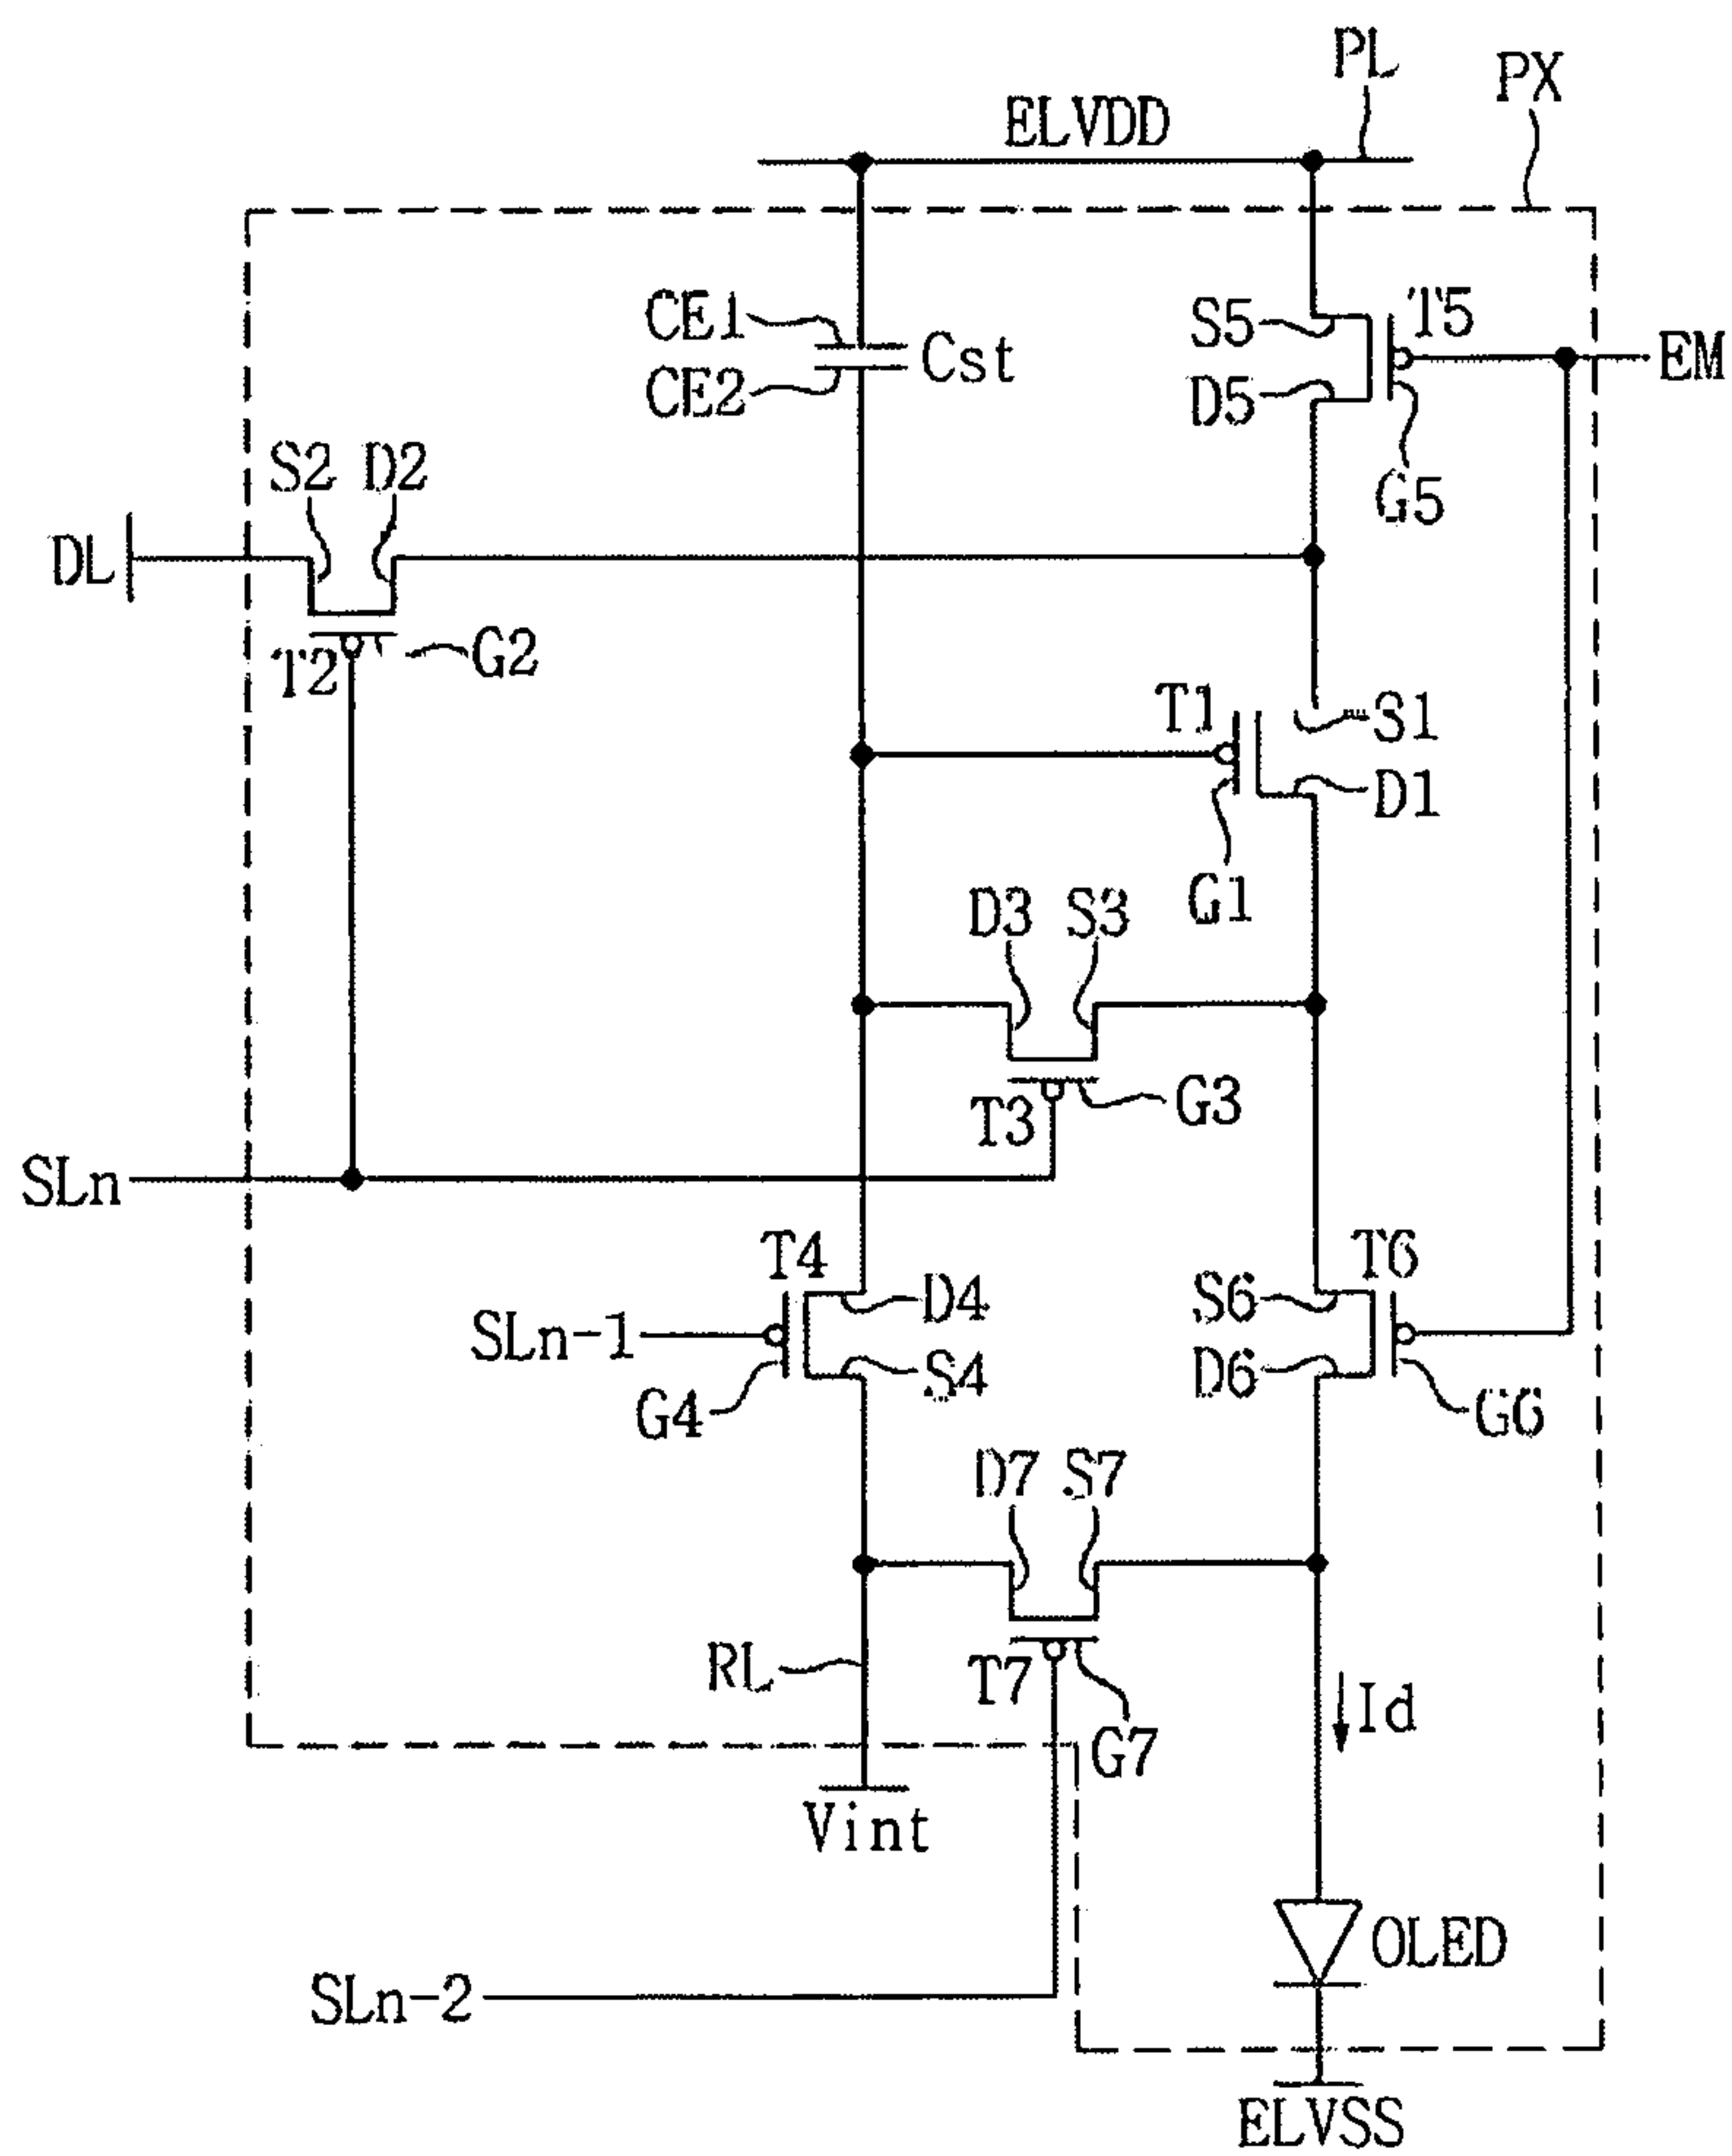 PL
PX
ELVDD
CE1
S5
T5
Cst
EM
CE2
D5
S2
D2
G5
DL
T2
G2
T1
S1
D1
G1
D3
S3
T3
G3
SLn
T4
T6
D4
S6
SLn-1
S4
D6
G4
G6
D7
S7
RL
T7
Id
G7
Vint
OLED
SLn-2
ELVSS